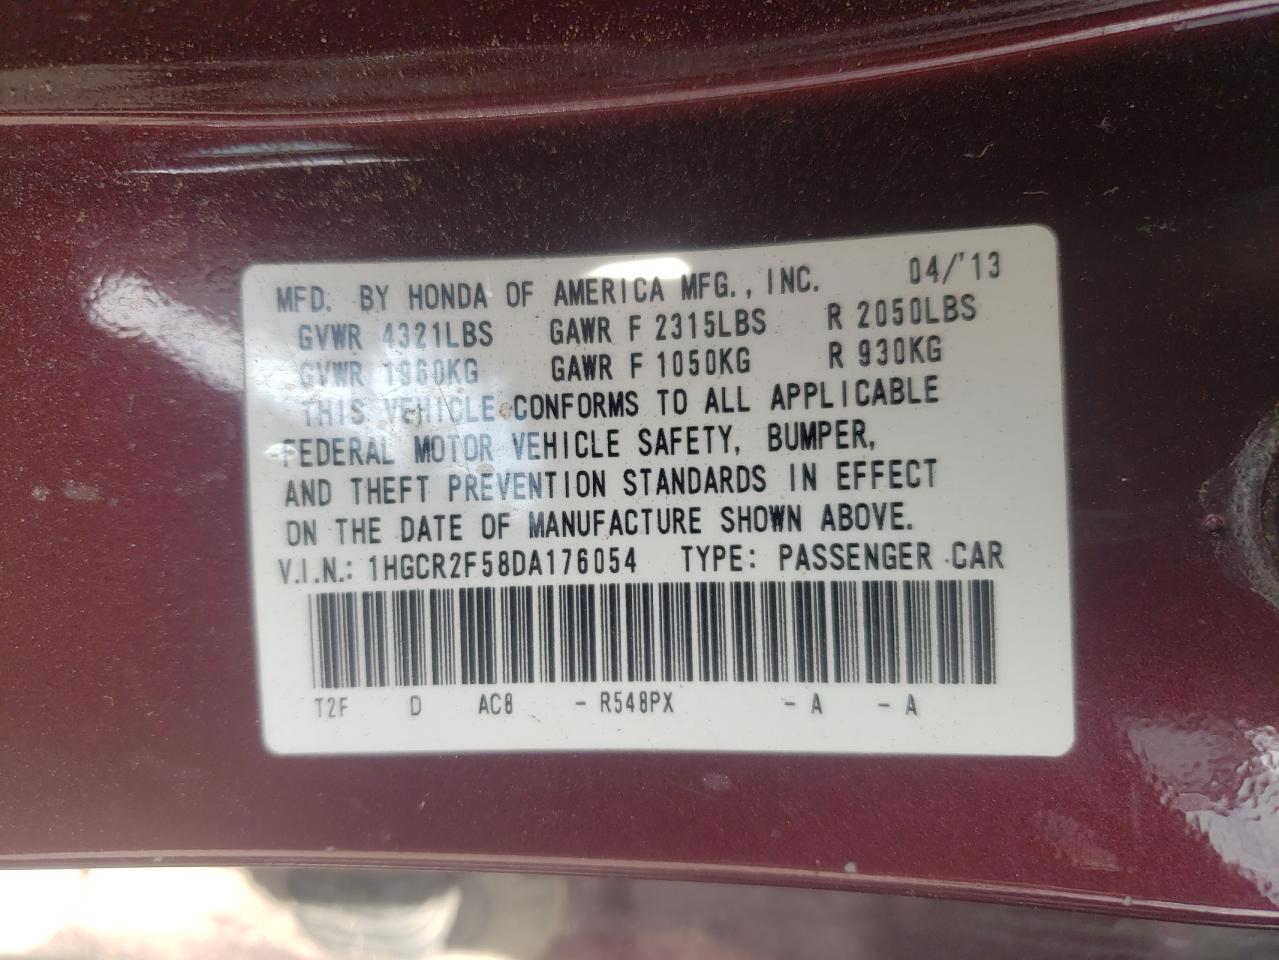 MFD. BY HONDA OF AMERICA MFG., INC. 04/'13
GVWR 4321LBS GAWR F 2315LBS R 2050LBS
GVWR 1960KG GAWR F 1050KG R 930KG
THIS VEHICLE CONFORMS TO ALL APPLICABLE
FEDERAL MOTOR VEHICLE SAFETY, BUMPER,
AND THEFT PREVENTION STANDARDS IN EFFECT
ON THE DATE OF MANUFACTURE SHOWN ABOVE.
V.I.N.: 1HGCR2F58DA176054 TYPE: PASSENGER CAR
T2F D AC8 - R548PX - A - A